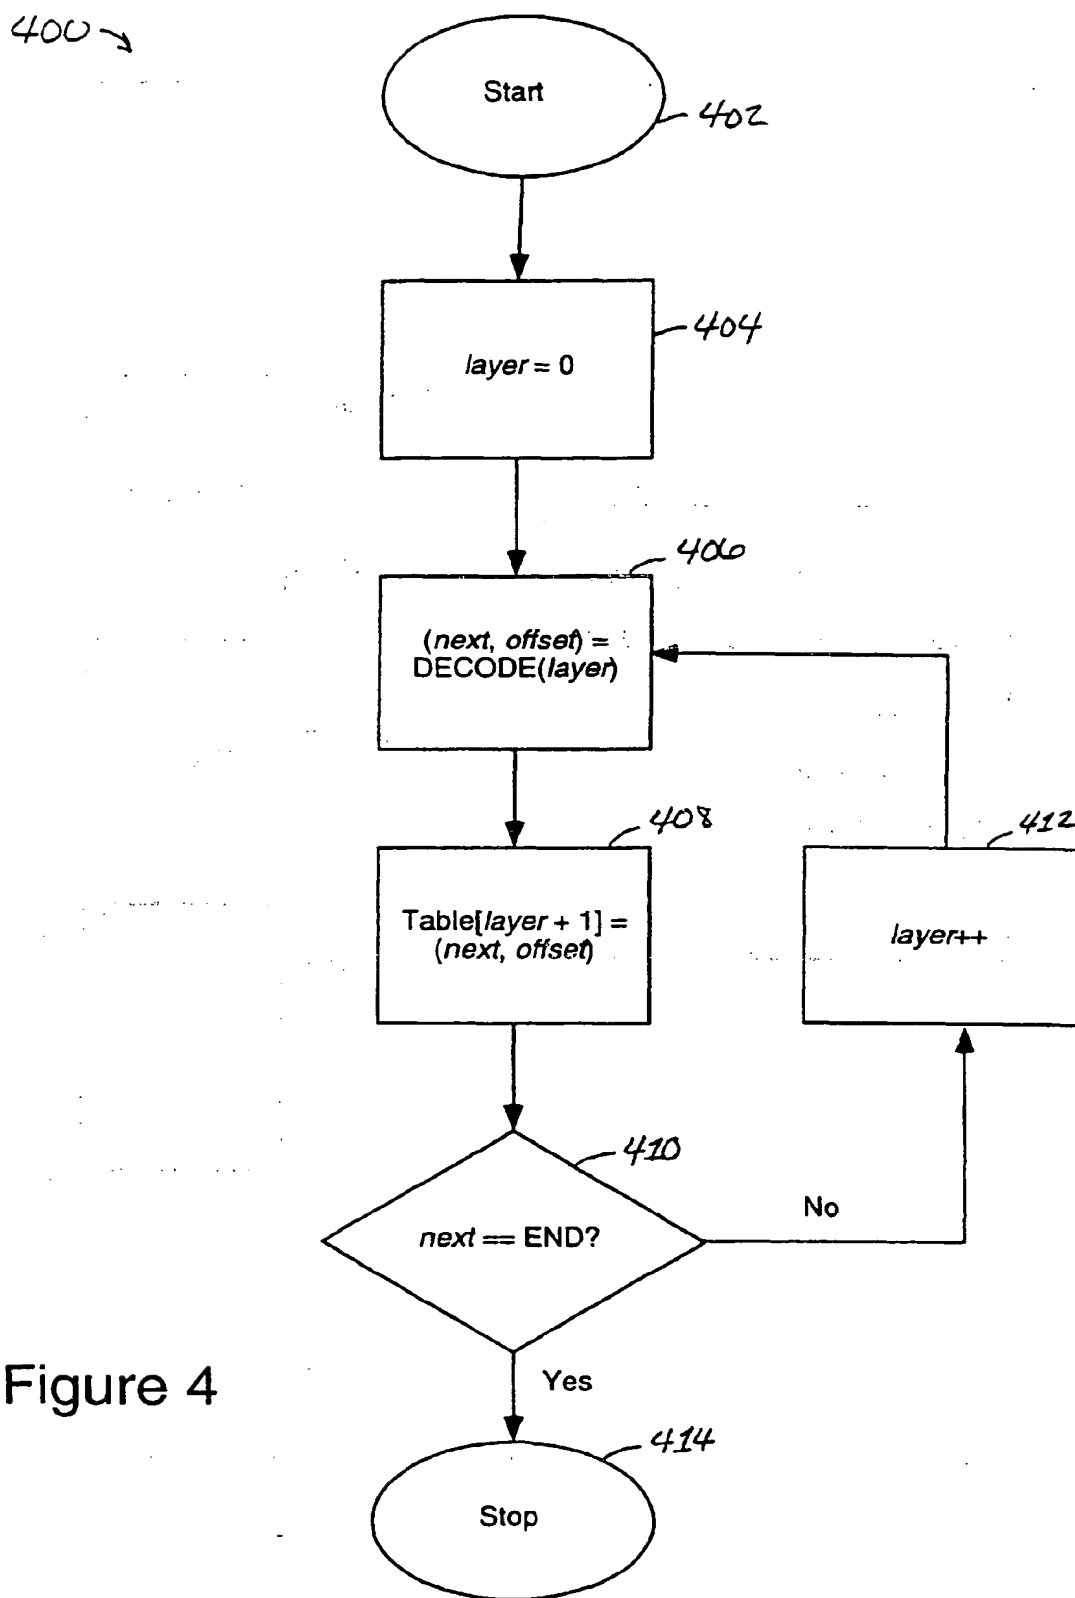 400
Start
402
404
layer = 0
406
(next, offset) =
DECODE(layer)
408
412
Table[layer + 1] =
(next, offset)
layer++
410
No
next == END?
Figure 4
Yes
414
Stop